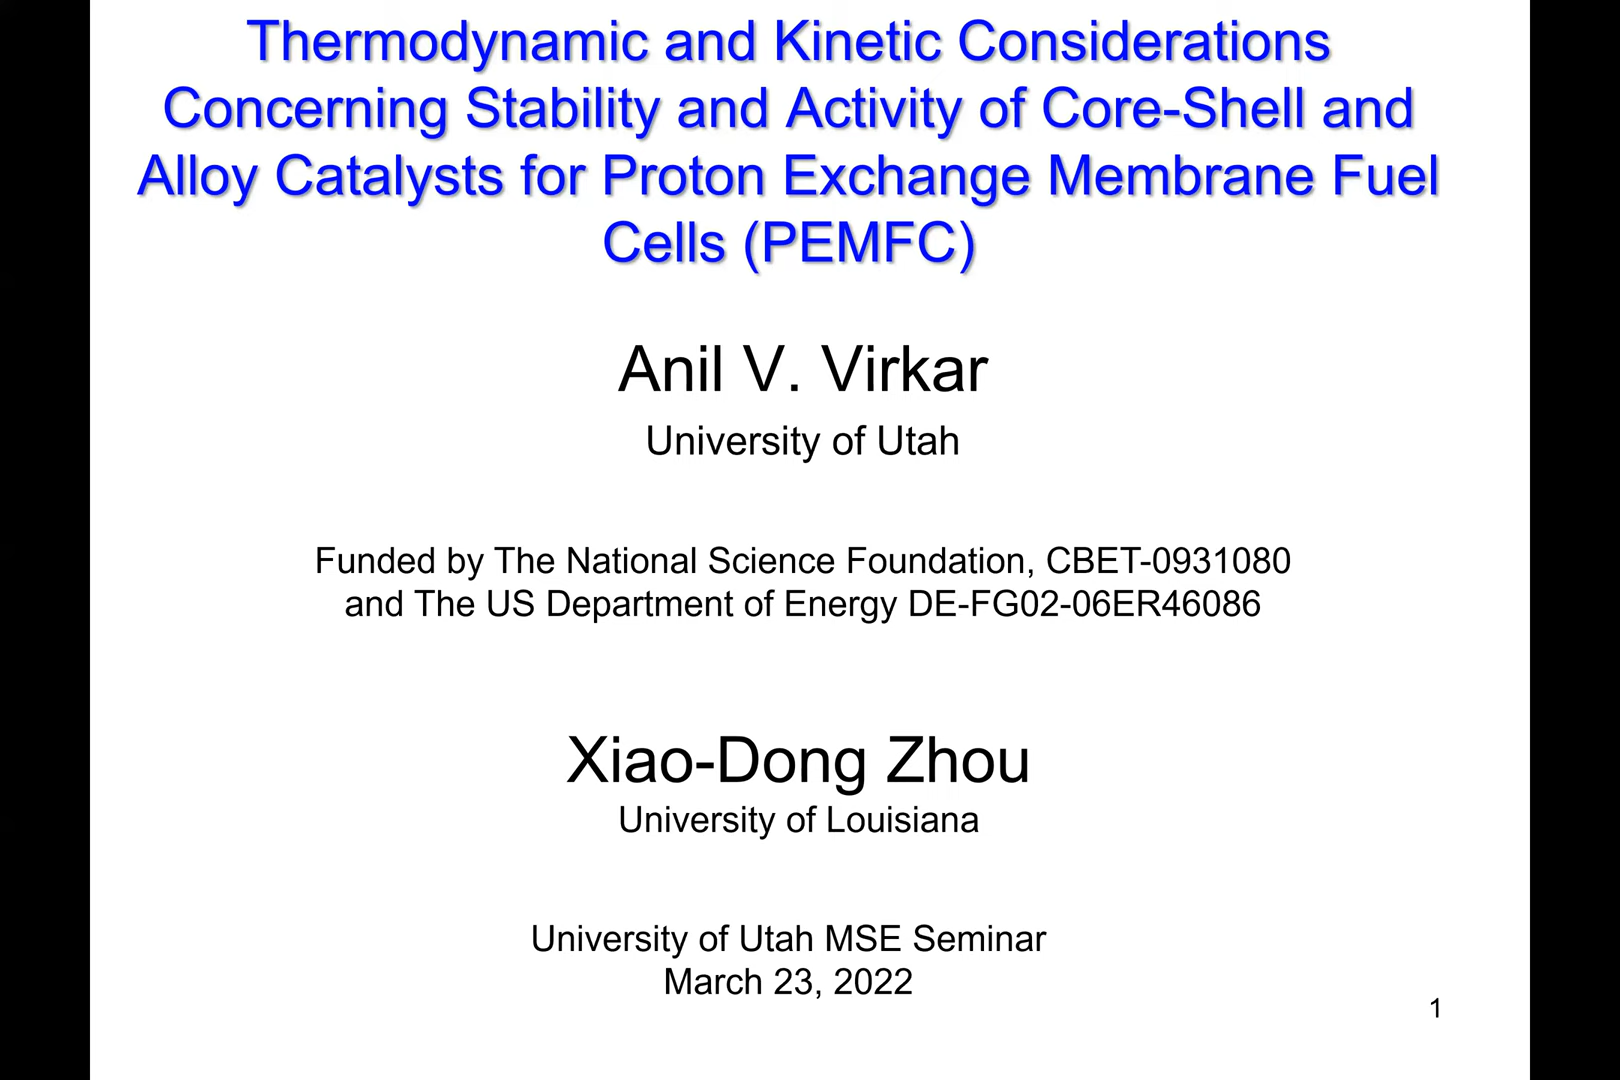 Thermodynamic and Kinetic Considerations
Concerning Stability and Activity of Core-Shell and
Alloy Catalysts for Proton Exchange Membrane Fuel
Cells (PEMFC)
Anil V. Virkar
University of Utah
Funded by The National Science Foundation, CBET-0931080
and The US Department of Energy DE-FG02-06ER46086
Xiao-Dong Zhou
University of Louisiana
University of Utah MSE Seminar
March 23, 2022
1